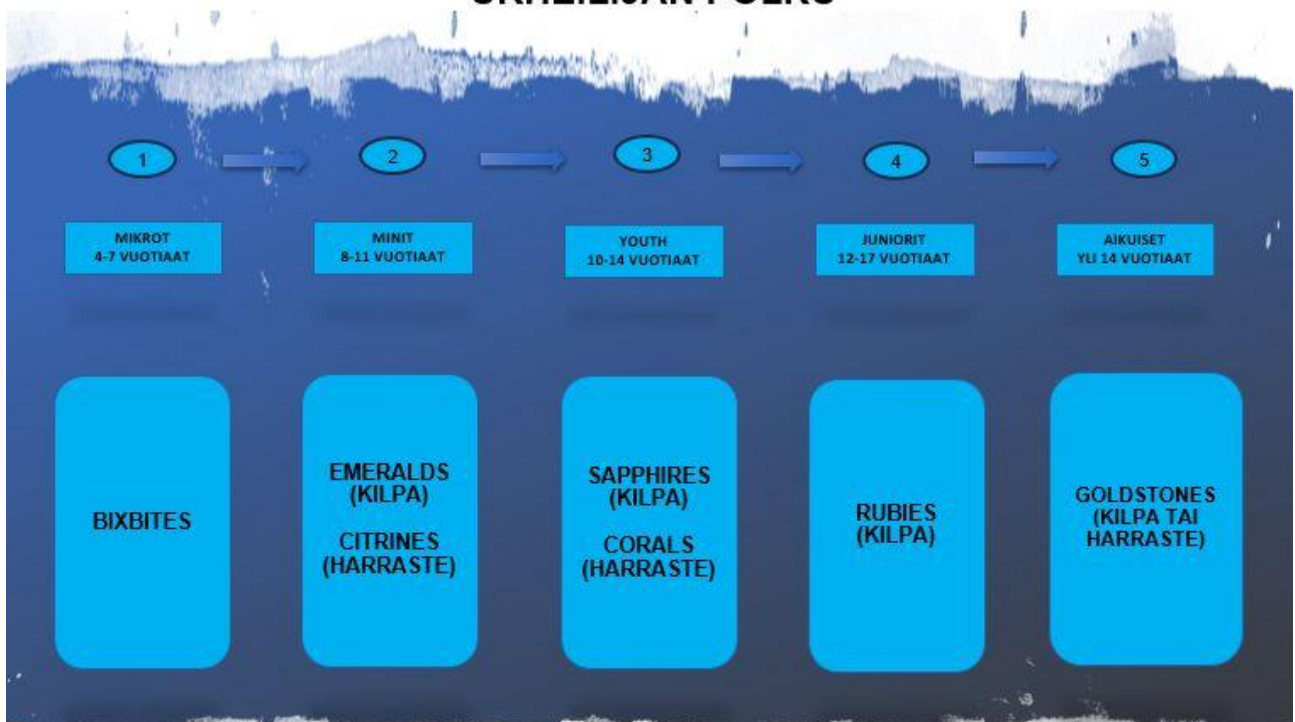 1
2
3
4
5
MIKROT
4-7 VUOTIAAT
MINIT
8-11 VUOTIAAT
YOUTH
10-14 VUOTIAAT
JUNIORIT
12-17 VUOTIAAT
AIKUISET
YLI 14 VUOTIAAT
BIXBITES
EMERALDS
(KILPA)
CITRINES
(HARRASTE)
SAPPHIRES
(KILPA)
CORALS
(HARRASTE)
RUBIES
(KILPA)
GOLDSTONES
(KILPA TAI
HARRASTE)